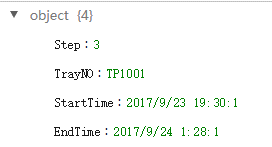 object {4}
Step : 3
TrayNO : TP1001
StartTime : 2017/9/23 19:30:1
EndTime : 2017/9/24 1:28:1